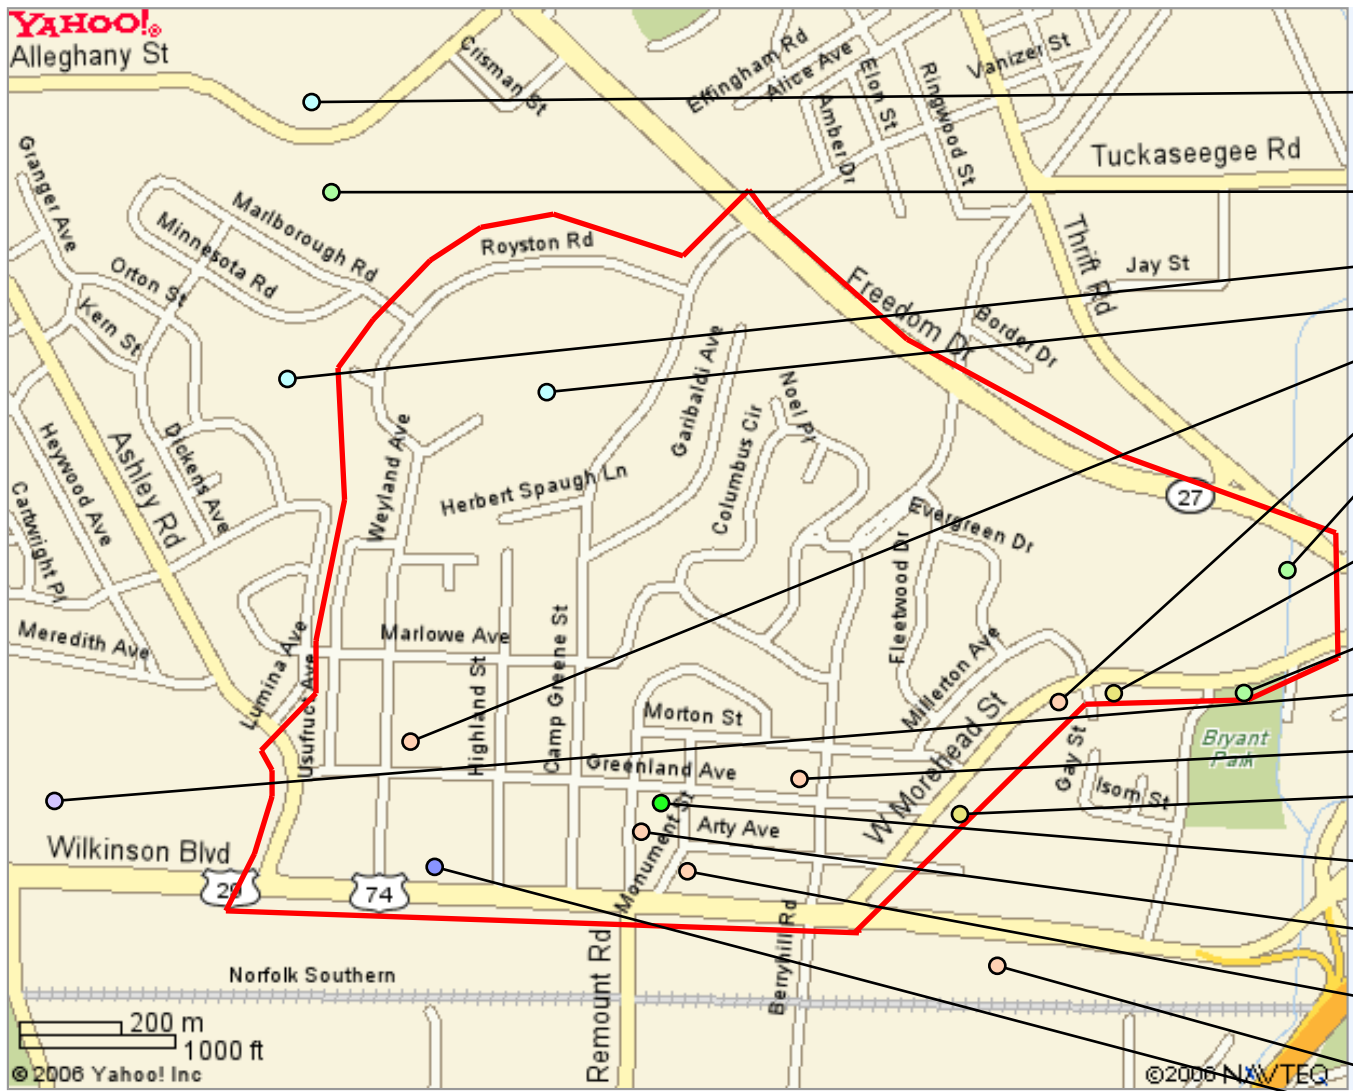 YAHOO!®
Alleghany St
Crisman St
Effingham Rd
Alice Ave
Elon St
Amber Dr
Ringwood St
Vanizer St
Tuckaseegee Rd
Granger Ave
Marlborough Rd
Minnesota Rd
Orton St
Kern St
Royston Rd
Thrift Rd
Jay St
Freedom Dr
Border Dr
Garibaldi Ave
Noel Pl
Columbus Cir
Heywood Ave
Ashley Rd
Dickens Ave
Weyland Ave
Herbert Spaugh Ln
27
Cartwright Pl
Evergreen Dr
Fleetwood Dr
Meredith Ave
Lumina Ave
Usufruct Ave
Marlowe Ave
Highland St
Camp Greene St
Millerton Ave
Morton St
W Morehead St
Gay St
Bryant
Park
Greenland Ave
Isom St
Monument St
Arty Ave
Wilkinson Blvd
29
74
Berryhill Rd
Remount Rd
Norfolk Southern
200 m
1000 ft
©2006 Yahoo! Inc
©2006 NAVTEQ